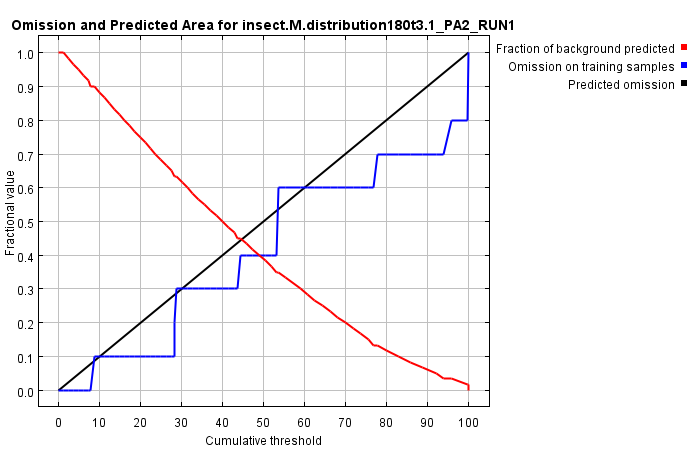 Omission and Predicted Area for insect.M.distribution180t3.1_PA2_RUN1
Fraction of background predicted
Omission on training samples
Predicted omission
Fractional value
1.0
0.9
0.8
0.7
0.6
0.5
0.4
0.3
0.2
0.1
0.0
0 10 20 30 40 50 60 70 80 90 100
Cumulative threshold